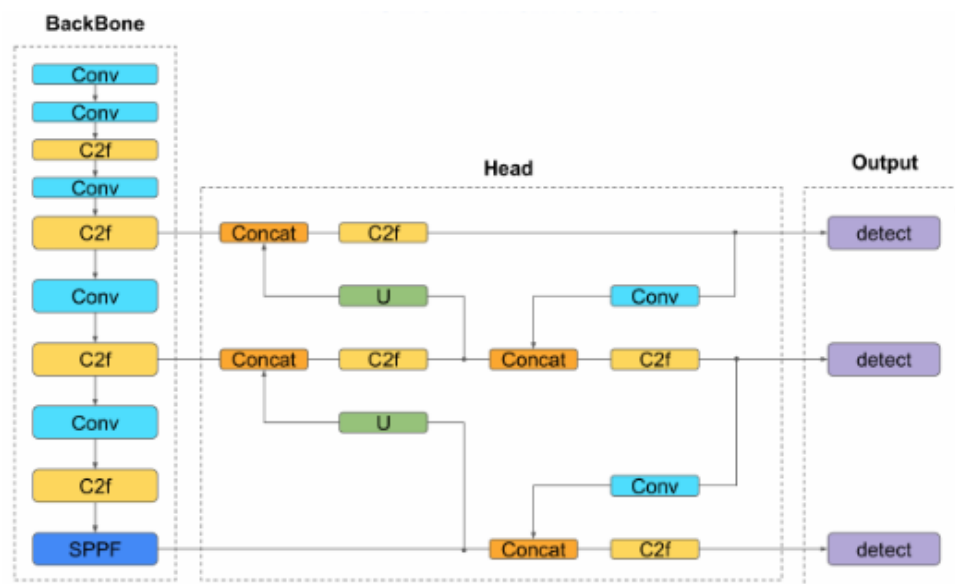 BackBone
Conv
Conv
C2f
Conv
C2f
Conv
C2f
Conv
C2f
SPPF
Head
Concat
C2f
U
Conv
Concat
C2f
Concat
C2f
U
Conv
Concat
C2f
Output
detect
detect
detect